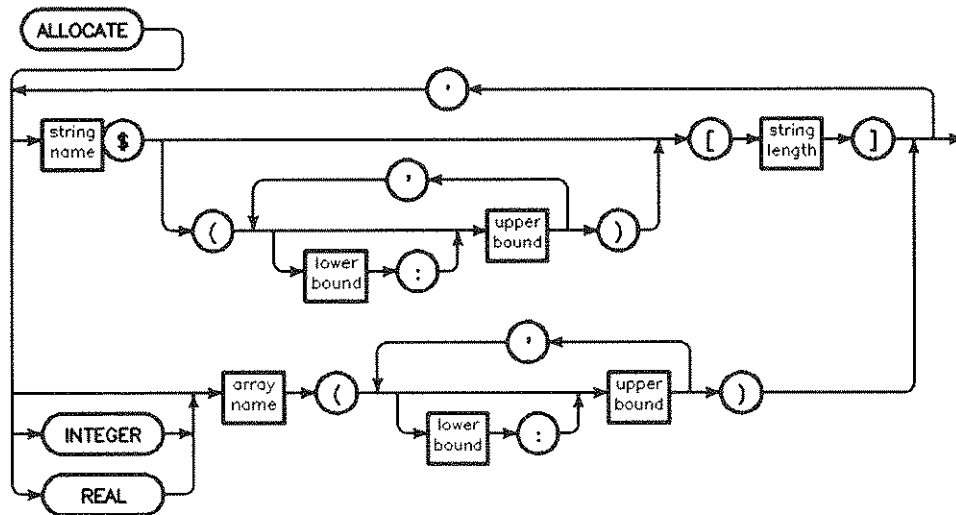 ALLOCATE
,
string name $ [ string length ]
,
( lower bound : upper bound )
,
array name ( lower bound : upper bound )
INTEGER
REAL